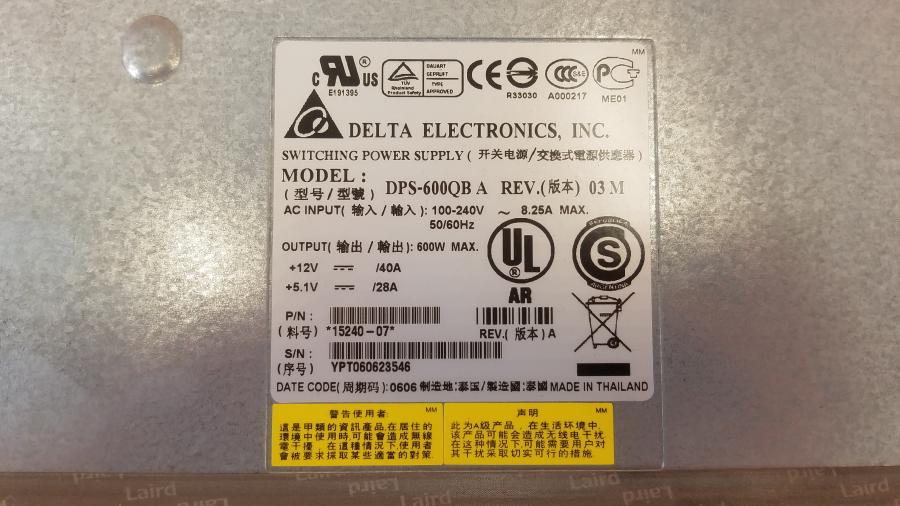 MM
c RU ® US
E191395
TÜV
Rheinland
Product Safety
BAUART
GEPRUFT
TYPE
APPROVED
CE
R33030
CCC S&E
A000217
PCT
ME01
DELTA ELECTRONICS, INC.
SWITCHING POWER SUPPLY ( 开关电源/交換式電源供應器 )
MODEL :
(型号/型號) DPS-600QB A REV.(版本) 03 M
AC INPUT( 输入 / 輸入 ): 100-240V ~ 8.25A MAX.
50/60Hz
OUTPUT( 输出 / 輸出 ): 600W MAX.
+12V ⎓ /40A
+5.1V ⎓ /28A
UL ®
AR
REPUBLICA
S
ARGENTINA
P/N :
(料号) *15240-07*
REV.( 版本 ) A
S/N :
(序号) YPT060623546
DATE CODE( 周期码 ): 0606 制造地:泰国/製造國:泰國 MADE IN THAILAND
警告使用者: MM
這是甲類的資訊產品,在居住的
環境中使用時,可能會造成無線
電干擾,在這種情況下,使用者
會被要求採取某些適當的對策.
声明 MM
此为A级产品,在生活环境中,
该产品可能会造成无线电干扰
在这种情况下可能需要用户对
其干扰采取切实可行的措施.
Laird Laird Laird Laird